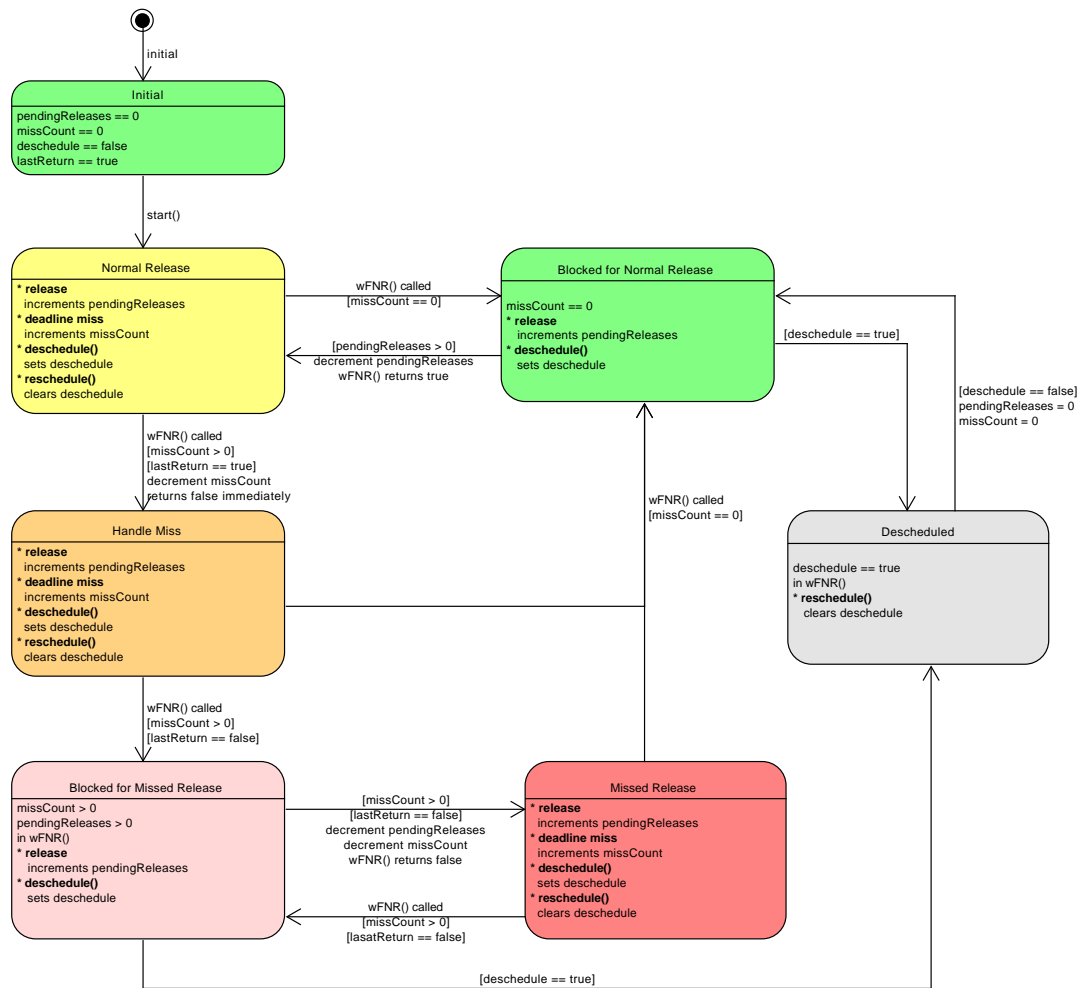 initial
Initial
pendingReleases == 0
missCount == 0
deschedule == false
lastReturn == true
start()
Normal Release
* release
increments pendingReleases
* deadline miss
increments missCount
* deschedule()
sets deschedule
* reschedule()
clears deschedule
wFNR() called
[missCount == 0]
[pendingReleases > 0]
decrement pendingReleases
wFNR() returns true
Blocked for Normal Release
missCount == 0
* release
increments pendingReleases
* deschedule()
sets deschedule
[deschedule == true]
[deschedule == false]
pendingReleases = 0
missCount = 0
wFNR() called
[missCount > 0]
[lastReturn == true]
decrement missCount
returns false immediately
wFNR() called
[missCount == 0]
Handle Miss
* release
increments pendingReleases
* deadline miss
increments missCount
* deschedule()
sets deschedule
* reschedule()
clears deschedule
Descheduled
deschedule == true
in wFNR()
* reschedule()
clears deschedule
wFNR() called
[missCount > 0]
[lastReturn == false]
Blocked for Missed Release
missCount > 0
pendingReleases > 0
in wFNR()
* release
increments pendingReleases
* deschedule()
sets deschedule
[missCount > 0]
[lastReturn == false]
decrement pendingReleases
decrement missCount
wFNR() returns false
wFNR() called
[missCount > 0]
[lasatReturn == false]
Missed Release
* release
increments pendingReleases
* deadline miss
increments missCount
* deschedule()
sets deschedule
* reschedule()
clears deschedule
[deschedule == true]